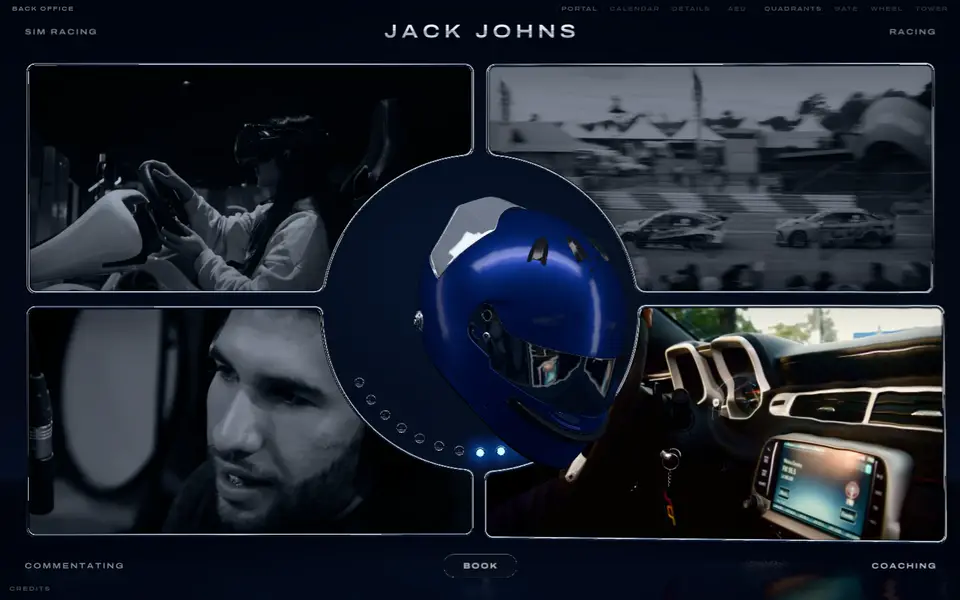 BACK OFFICE
PORTAL CALENDAR DETAILS ABU QUADRANTS GATE WHEEL TOWER
SIM RACING
JACK JOHNS
RACING
COMMENTATING
BOOK
COACHING
CREDITS